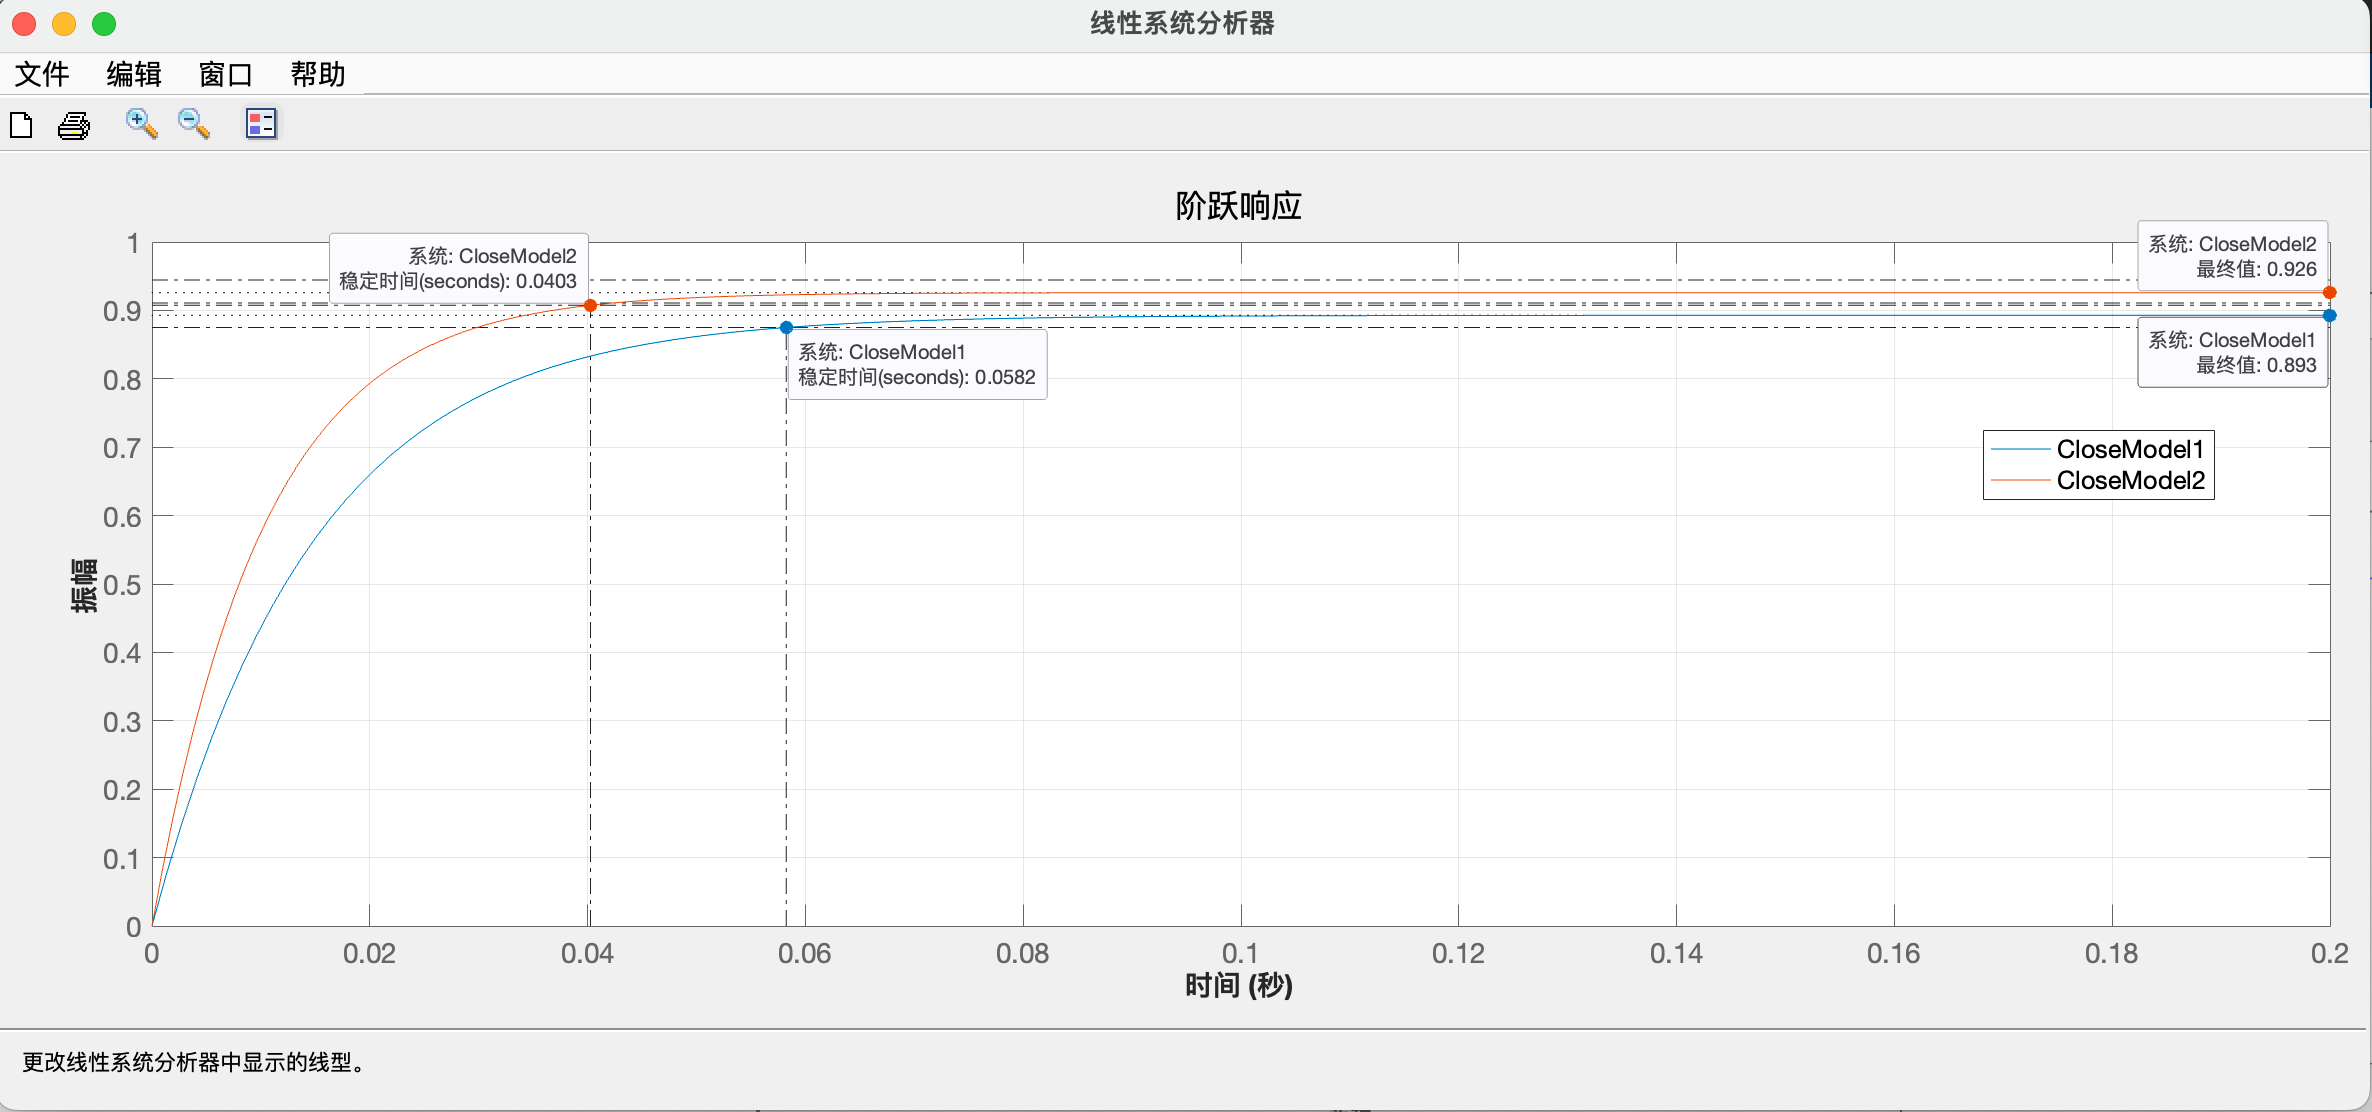 线性系统分析器
文件 编辑 窗口 帮助
阶跃响应
系统: CloseModel2
稳定时间(seconds): 0.0403
系统: CloseModel2
最终值: 0.926
系统: CloseModel1
稳定时间(seconds): 0.0582
系统: CloseModel1
最终值: 0.893
CloseModel1
CloseModel2
振幅
1
0.9
0.8
0.7
0.6
0.5
0.4
0.3
0.2
0.1
0
0 0.02 0.04 0.06 0.08 0.1 0.12 0.14 0.16 0.18 0.2
时间 (秒)
更改线性系统分析器中显示的线型。